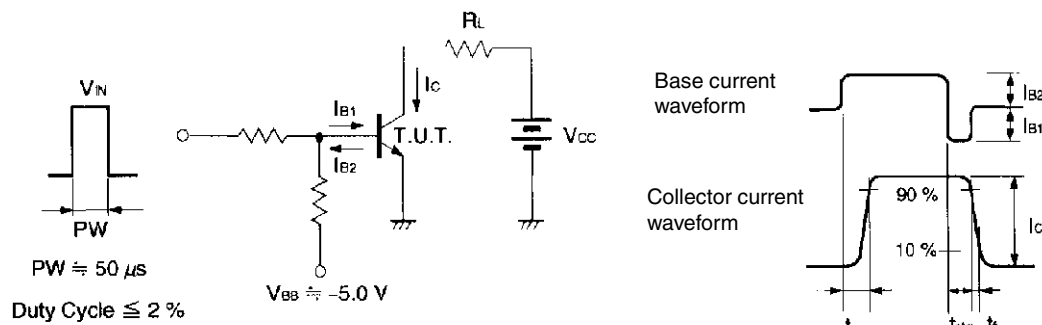 VIN
PW
PW ≒ 50 μs
Duty Cycle ≦ 2 %
IB1
IB2
VBB ≒ −5.0 V
IC
T.U.T.
RL
VCC
Base current
waveform
IB2
IB1
Collector current
waveform
90 %
10 %
IC